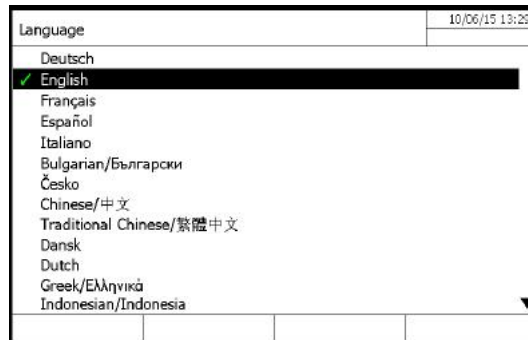 Language
10/06/15 13:29
Deutsch
✓ English
Français
Español
Italiano
Bulgarian/Български
Česko
Chinese/中文
Traditional Chinese/繁體中文
Dansk
Dutch
Greek/Ελληνικά
Indonesian/Indonesia